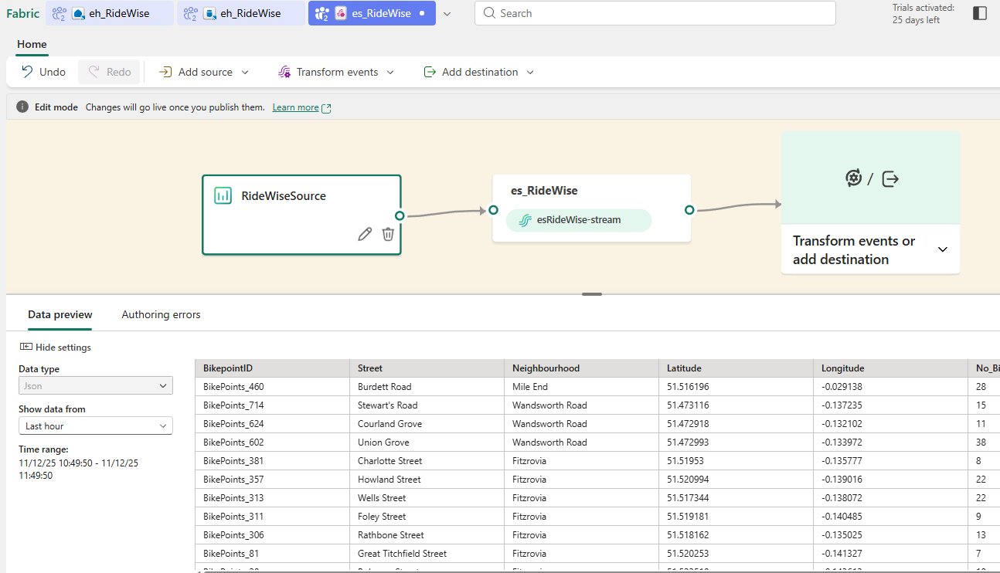 Fabric
eh_RideWise
eh_RideWise
es_RideWise
Search
Trials activated:
25 days left
Home
Undo
Redo
Add source
Transform events
Add destination
Edit mode Changes will go live once you publish them. Learn more
RideWiseSource
es_RideWise
esRideWise-stream
/
Transform events or
add destination
Data preview
Authoring errors
Hide settings
Data type
Json
Show data from
Last hour
Time range:
11/12/25 10:49:50 - 11/12/25
11:49:50
BikepointID Street Neighbourhood Latitude Longitude
BikePoints_460 Burdett Road Mile End 51.516196 -0.029138 28
BikePoints_714 Stewart's Road Wandsworth Road 51.473116 -0.137235 15
BikePoints_624 Courland Grove Wandsworth Road 51.472918 -0.132102 11
BikePoints_602 Union Grove Wandsworth Road 51.472993 -0.133972 38
BikePoints_381 Charlotte Street Fitzrovia 51.51953 -0.135777 8
BikePoints_357 Howland Street Fitzrovia 51.520994 -0.139016 22
BikePoints_313 Wells Street Fitzrovia 51.517344 -0.138072 22
BikePoints_311 Foley Street Fitzrovia 51.519181 -0.140485 9
BikePoints_306 Rathbone Street Fitzrovia 51.518162 -0.135025 13
BikePoints_81 Great Titchfield Street Fitzrovia 51.520253 -0.141327 7